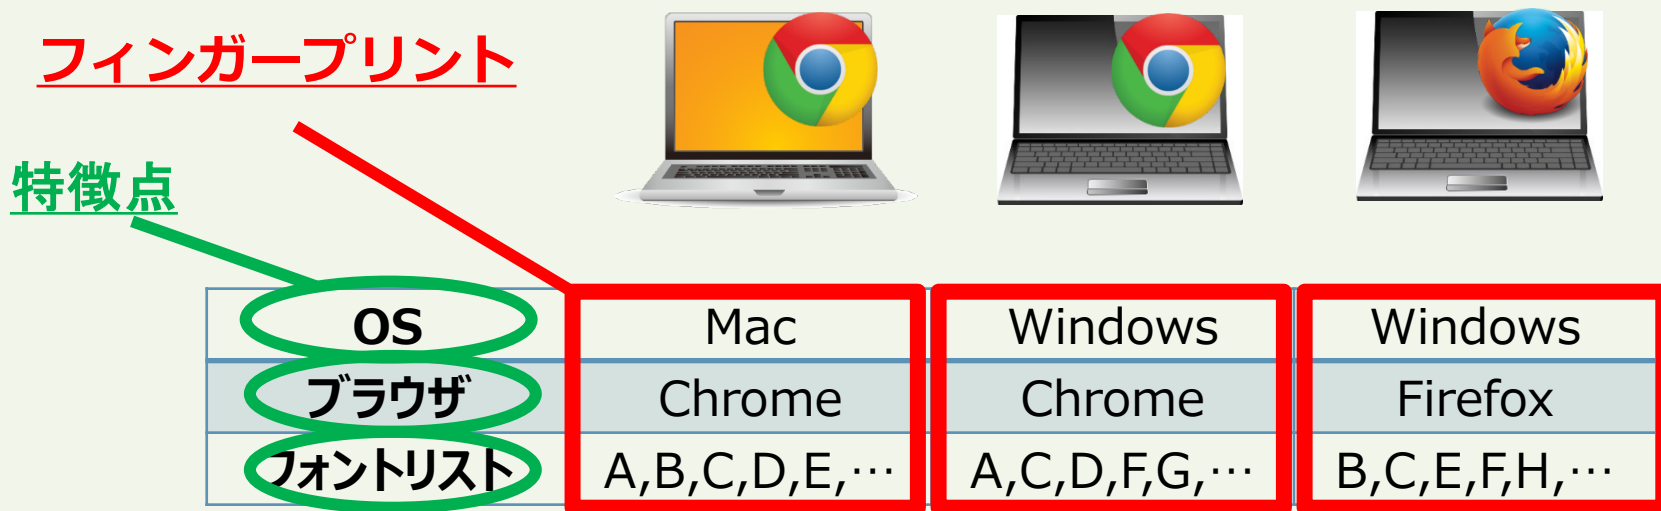 フィンガープリント
特徴点
OS Mac Windows Windows
ブラウザ Chrome Chrome Firefox
フォントリスト A,B,C,D,E,… A,C,D,F,G,… B,C,E,F,H,…